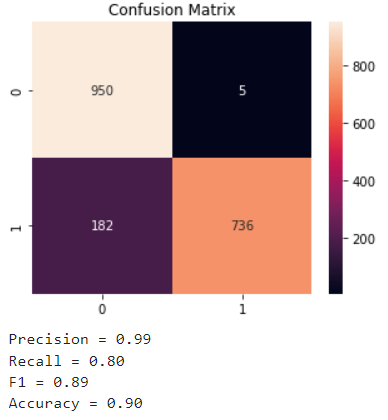 Confusion Matrix
0 950 5 800
600
400
1 182 736 200
0 1
Precision = 0.99
Recall = 0.80
F1 = 0.89
Accuracy = 0.90